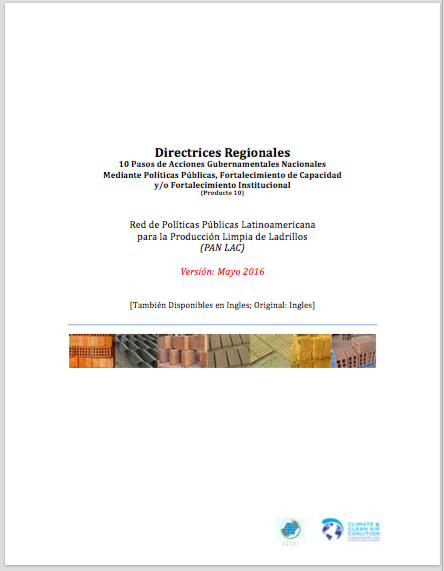 Directrices Regionales
10 Pasos de Acciones Gubernamentales Nacionales
Mediante Políticas Públicas, Fortalecimiento de Capacidad
y/o Fortalecimiento Institucional
(Producto 10)
Red de Políticas Públicas Latinoamericana
para la Producción Limpia de Ladrillos
(PAN LAC)
Versión: Mayo 2016
[También Disponibles en Ingles; Original: Ingles]
CLIMATE &
CLEAN AIR
COALITION